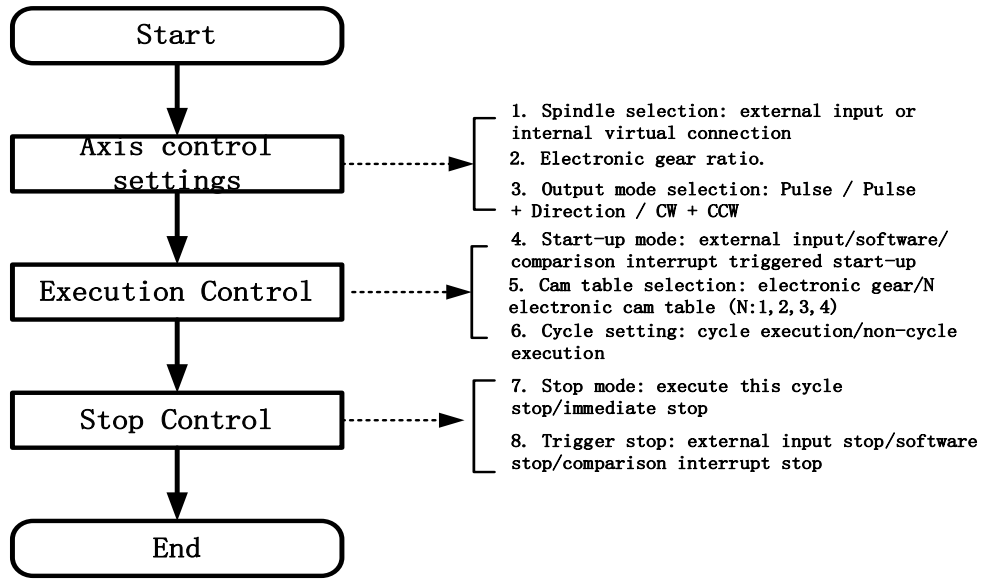 Start
Axis control
settings
1. Spindle selection: external input or
internal virtual connection
2. Electronic gear ratio.
3. Output mode selection: Pulse / Pulse
+ Direction / CW + CCW
Execution Control
4. Start-up mode: external input/software/
comparison interrupt triggered start-up
5. Cam table selection: electronic gear/N
electronic cam table (N:1,2,3,4)
6. Cycle setting: cycle execution/non-cycle
execution
Stop Control
7. Stop mode: execute this cycle
stop/immediate stop
8. Trigger stop: external input stop/software
stop/comparison interrupt stop
End